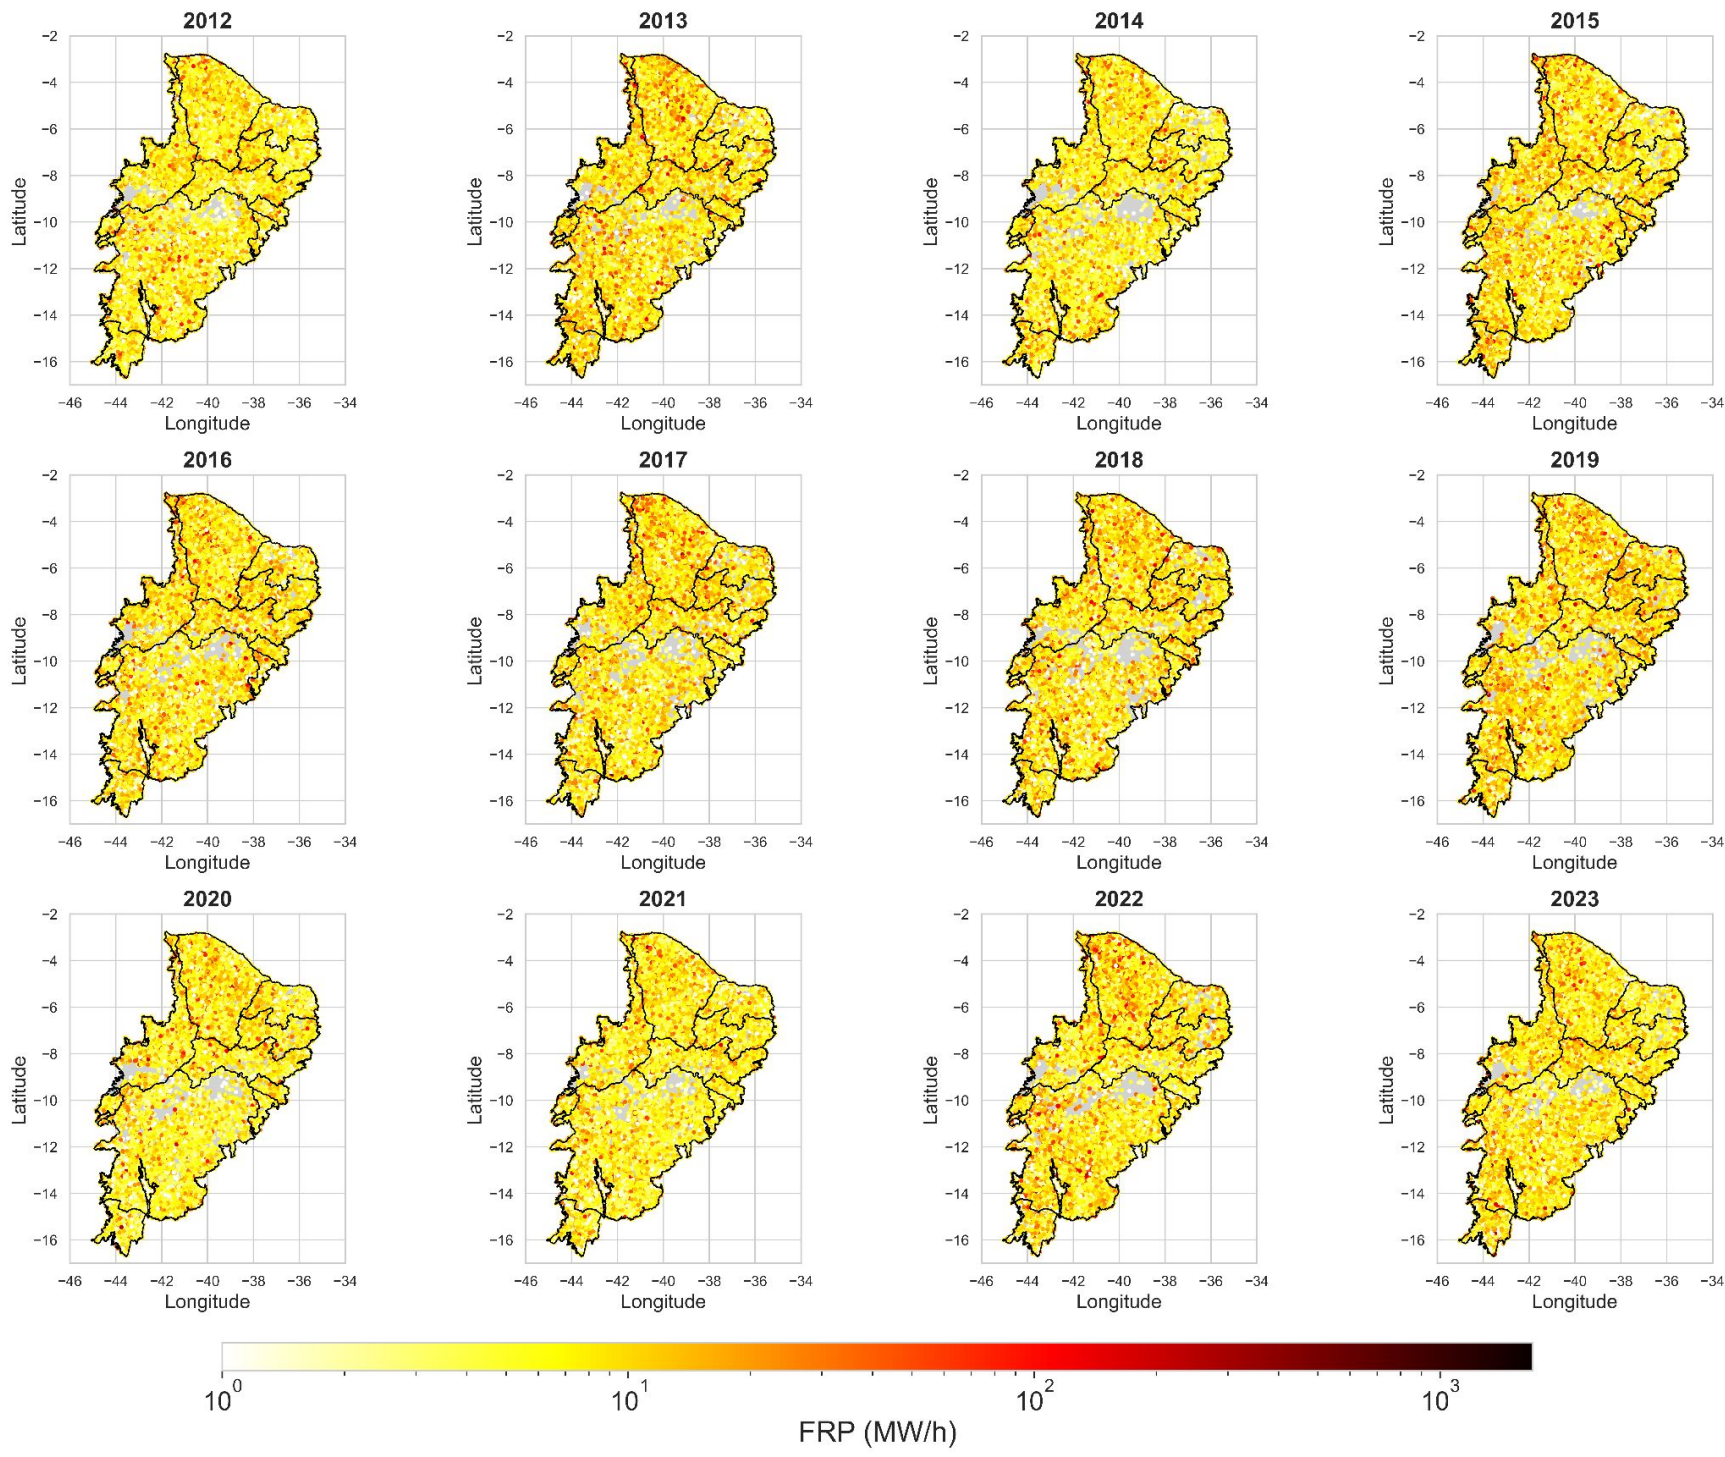 2012 2013 2014 2015
−2 −2 −2 −2
−4 −4 −4 −4
−6 −6 −6 −6
−8 −8 −8 −8
−10 −10 −10 −10
−12 −12 −12 −12
−14 −14 −14 −14
−16 −16 −16 −16
Latitude Latitude Latitude Latitude
−46 −44 −42 −40 −38 −36 −34 −46 −44 −42 −40 −38 −36 −34 −46 −44 −42 −40 −38 −36 −34 −46 −44 −42 −40 −38 −36 −34
Longitude Longitude Longitude Longitude
2016 2017 2018 2019
−2 −2 −2 −2
−4 −4 −4 −4
−6 −6 −6 −6
−8 −8 −8 −8
−10 −10 −10 −10
−12 −12 −12 −12
−14 −14 −14 −14
−16 −16 −16 −16
Latitude Latitude Latitude Latitude
−46 −44 −42 −40 −38 −36 −34 −46 −44 −42 −40 −38 −36 −34 −46 −44 −42 −40 −38 −36 −34 −46 −44 −42 −40 −38 −36 −34
Longitude Longitude Longitude Longitude
2020 2021 2022 2023
−2 −2 −2 −2
−4 −4 −4 −4
−6 −6 −6 −6
−8 −8 −8 −8
−10 −10 −10 −10
−12 −12 −12 −12
−14 −14 −14 −14
−16 −16 −16 −16
Latitude Latitude Latitude Latitude
−46 −44 −42 −40 −38 −36 −34 −46 −44 −42 −40 −38 −36 −34 −46 −44 −42 −40 −38 −36 −34 −46 −44 −42 −40 −38 −36 −34
Longitude Longitude Longitude Longitude
10⁰ 10¹ 10² 10³
FRP (MW/h)